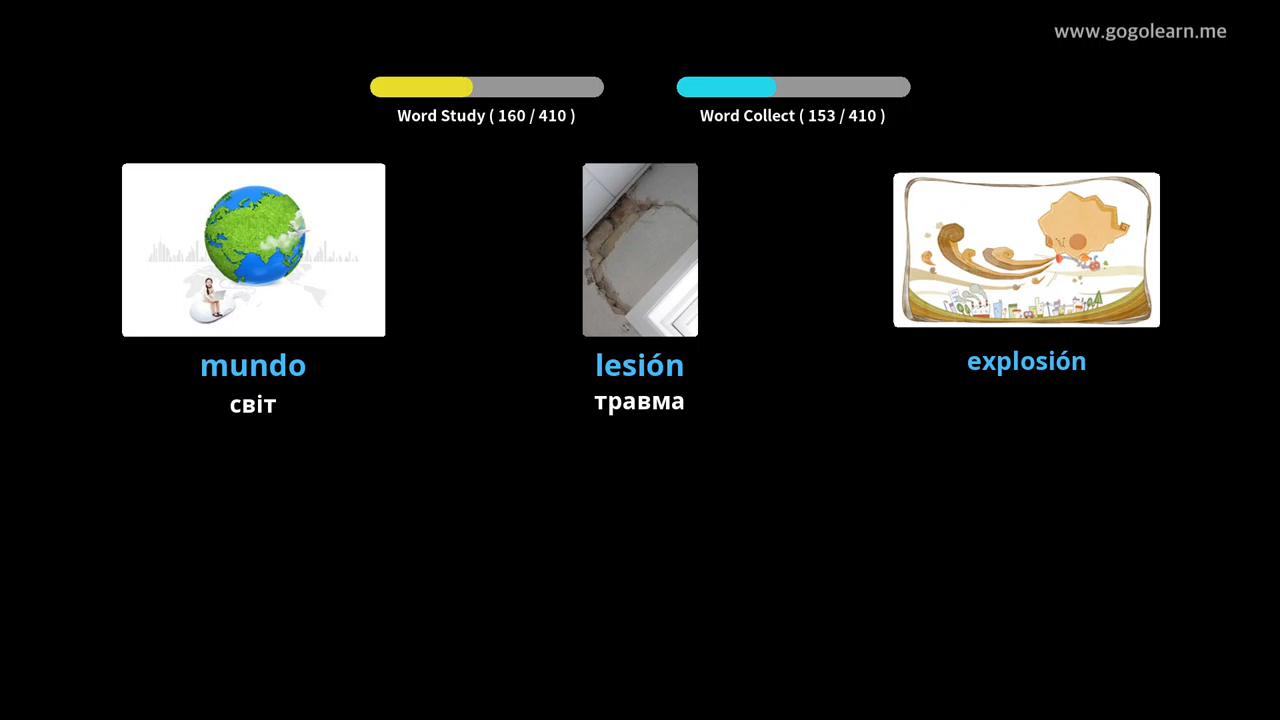 www.gogolearn.me
Word Study ( 160 / 410 )
Word Collect ( 153 / 410 )
mundo
світ
lesión
травма
explosión